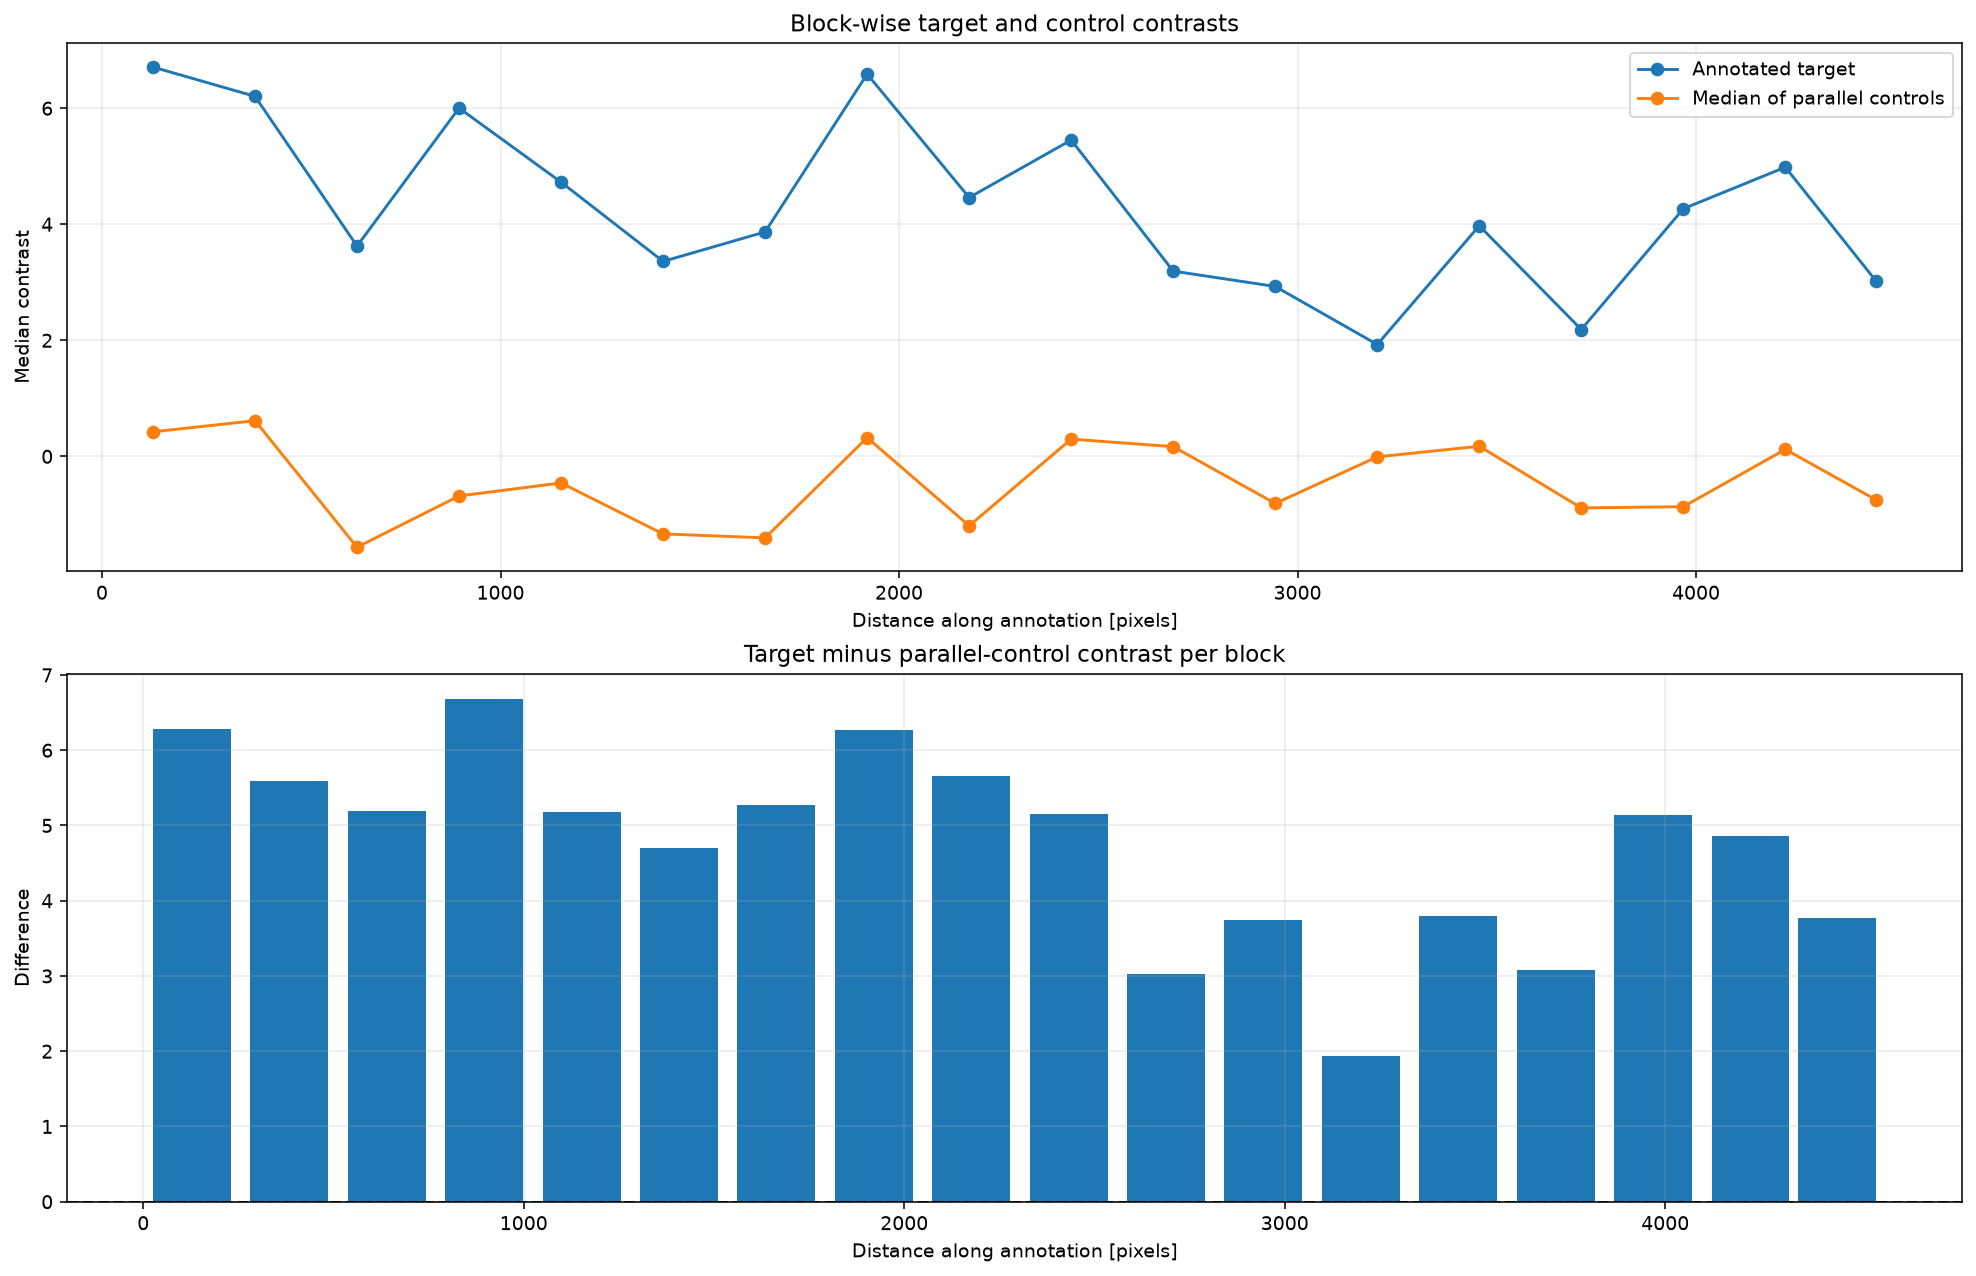 Block-wise target and control contrasts
Annotated target
Median of parallel controls
6
4
2
0
Median contrast
0 1000 2000 3000 4000
Distance along annotation [pixels]
Target minus parallel-control contrast per block
7
6
5
4
3
2
1
0
Difference
0 1000 2000 3000 4000
Distance along annotation [pixels]